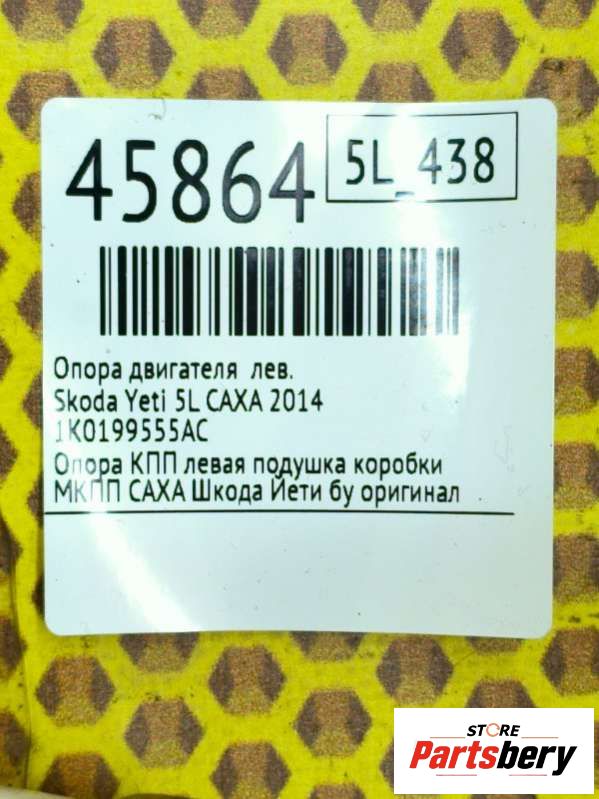 45864
5L_438
Опора двигателя лев.
Skoda Yeti 5L CAXA 2014
1K0199555AC
Опора КПП левая подушка коробки
МКПП САХА Шкода Йети бу оригинал
STORE
Partsbery